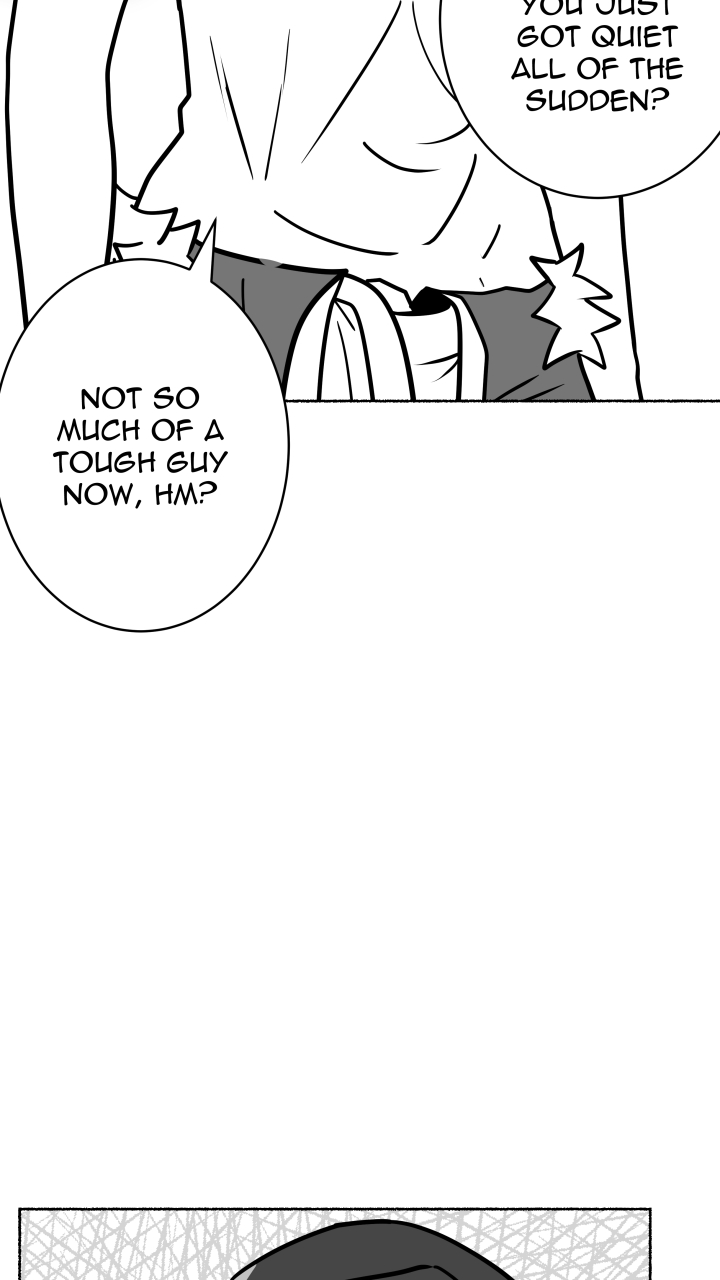 YOU JUST
GOT QUIET
ALL OF THE
SUDDEN?
NOT SO
MUCH OF A
TOUGH GUY
NOW, HM?